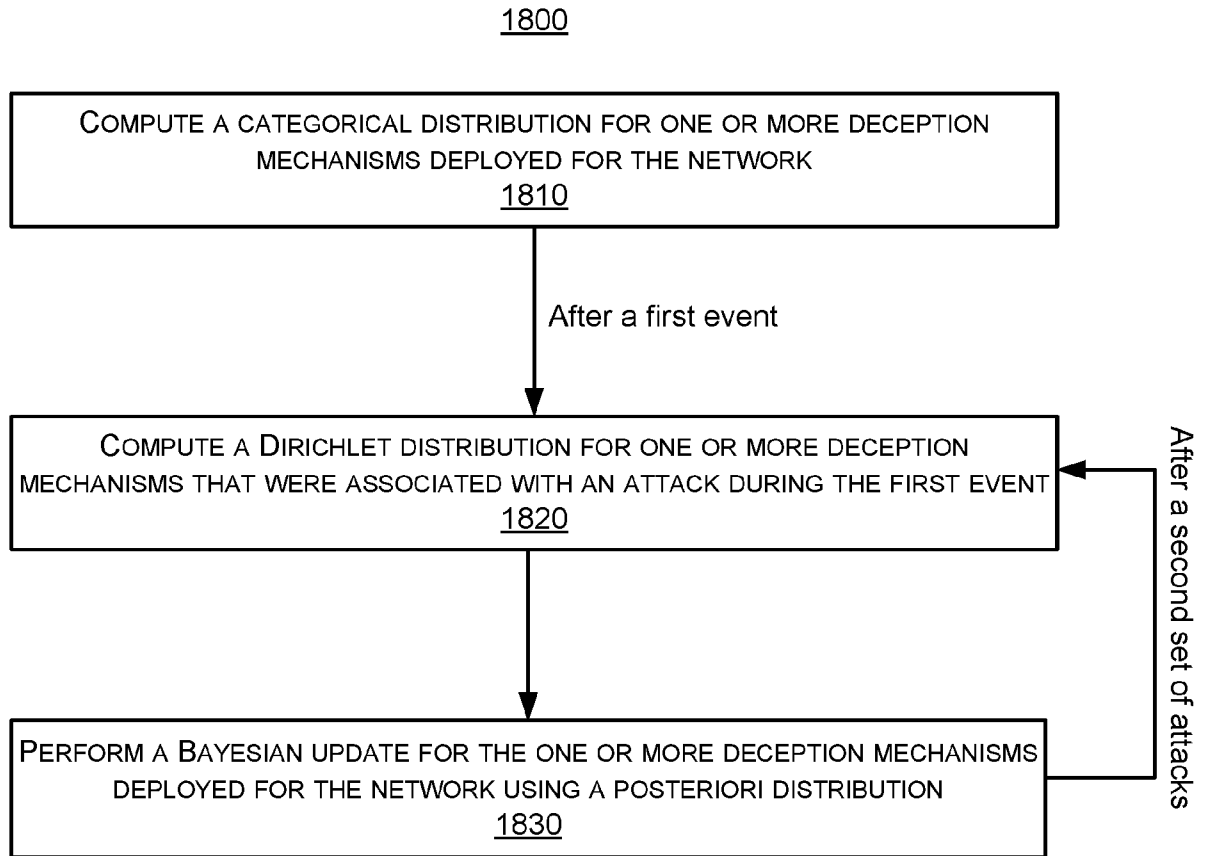 1800
COMPUTE A CATEGORICAL DISTRIBUTION FOR ONE OR MORE DECEPTION
MECHANISMS DEPLOYED FOR THE NETWORK
1810
After a first event
COMPUTE A DIRICHLET DISTRIBUTION FOR ONE OR MORE DECEPTION
MECHANISMS THAT WERE ASSOCIATED WITH AN ATTACK DURING THE FIRST EVENT
1820
After a second set of attacks
PERFORM A BAYESIAN UPDATE FOR THE ONE OR MORE DECEPTION MECHANISMS
DEPLOYED FOR THE NETWORK USING A POSTERIORI DISTRIBUTION
1830